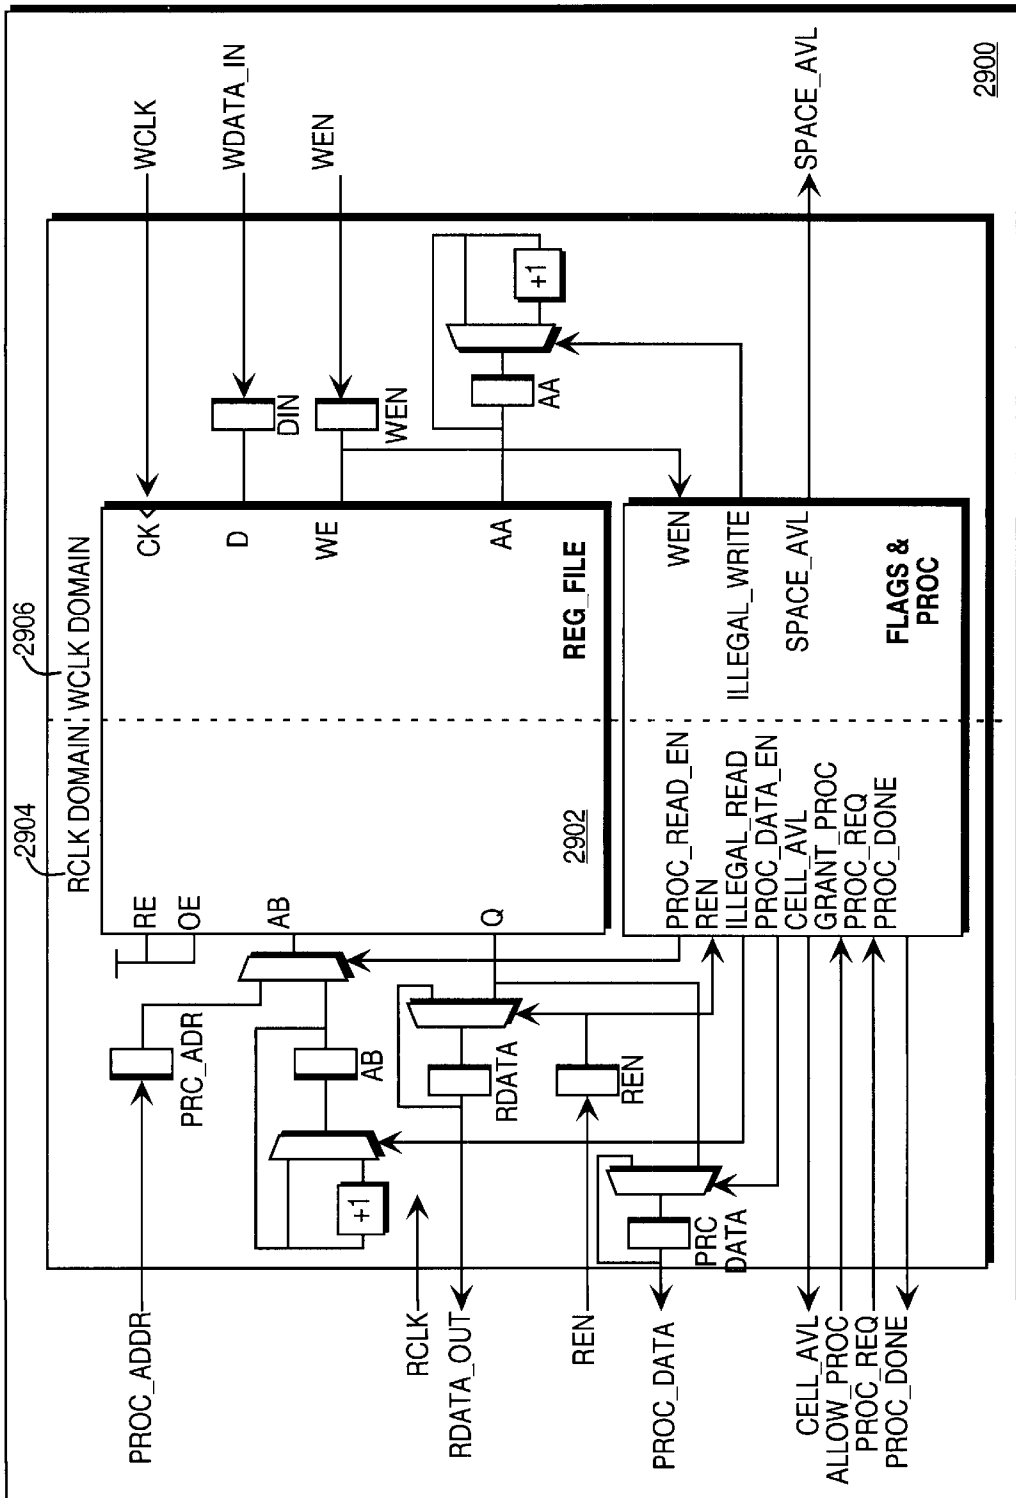 PROC_ADDR
RCLK
RDATA_OUT
REN
PROC_DATA
CELL_AVL
ALLOW_PROC
PROC_REQ
PROC_DONE
PRC_ADR
+1
AB
RDATA
REN
PRC
DATA
2904
RCLK DOMAIN
2906
WCLK DOMAIN
RE
OE
AB
Q
2902
CK
D
WE
AA
REG_FILE
PROC_READ_EN
REN
ILLEGAL_READ
PROC_DATA_EN
CELL_AVL
GRANT_PROC
PROC_REQ
PROC_DONE
WEN
ILLEGAL_WRITE
SPACE_AVL
FLAGS &
PROC
DIN
WEN
AA
+1
WCLK
WDATA_IN
WEN
SPACE_AVL
2900